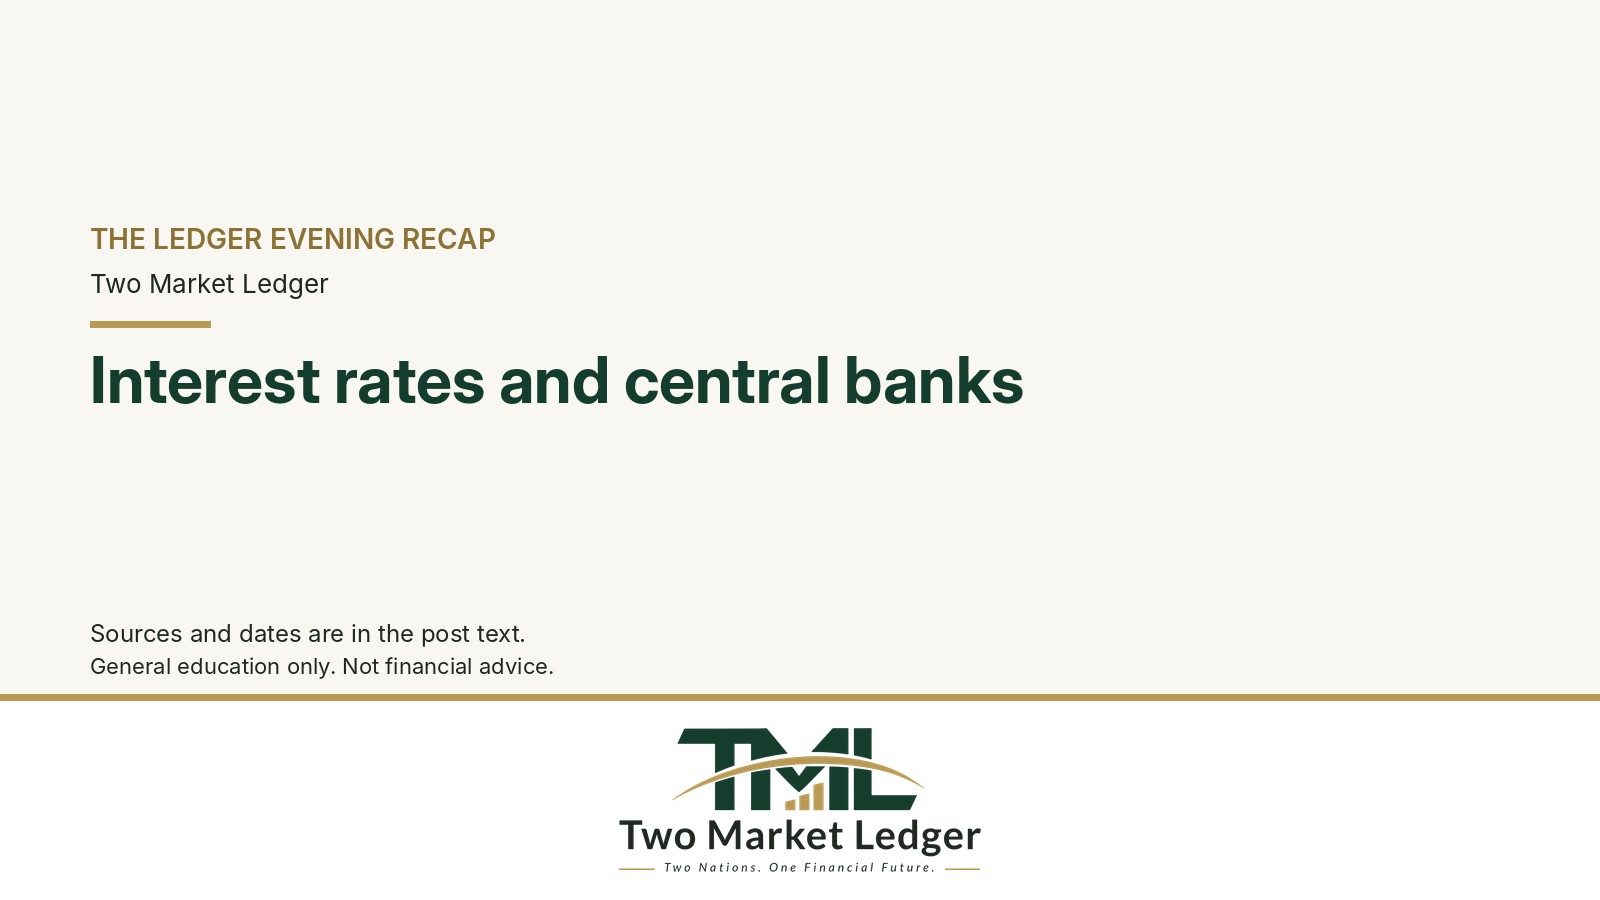 THE LEDGER EVENING RECAP
Two Market Ledger
Interest rates and central banks
Sources and dates are in the post text.
General education only. Not financial advice.
TML
Two Market Ledger
Two Nations. One Financial Future.